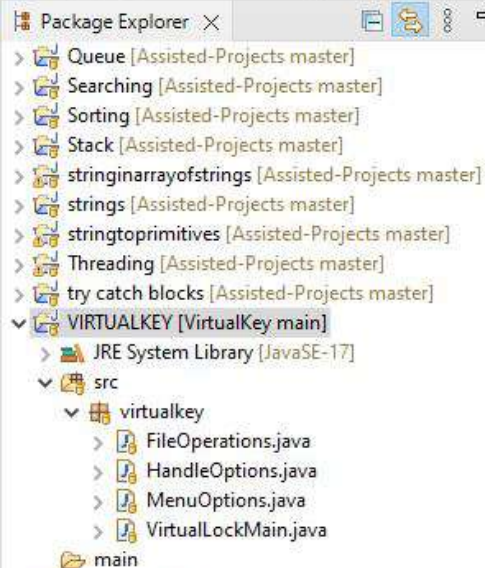 Package Explorer
Queue [Assisted-Projects master]
Searching [Assisted-Projects master]
Sorting [Assisted-Projects master]
Stack [Assisted-Projects master]
stringinarrayofstrings [Assisted-Projects master]
strings [Assisted-Projects master]
stringtoprimitives [Assisted-Projects master]
Threading [Assisted-Projects master]
try catch blocks [Assisted-Projects master]
VIRTUALKEY [VirtualKey main]
JRE System Library [JavaSE-17]
src
virtualkey
FileOperations.java
HandleOptions.java
MenuOptions.java
VirtualLockMain.java
main